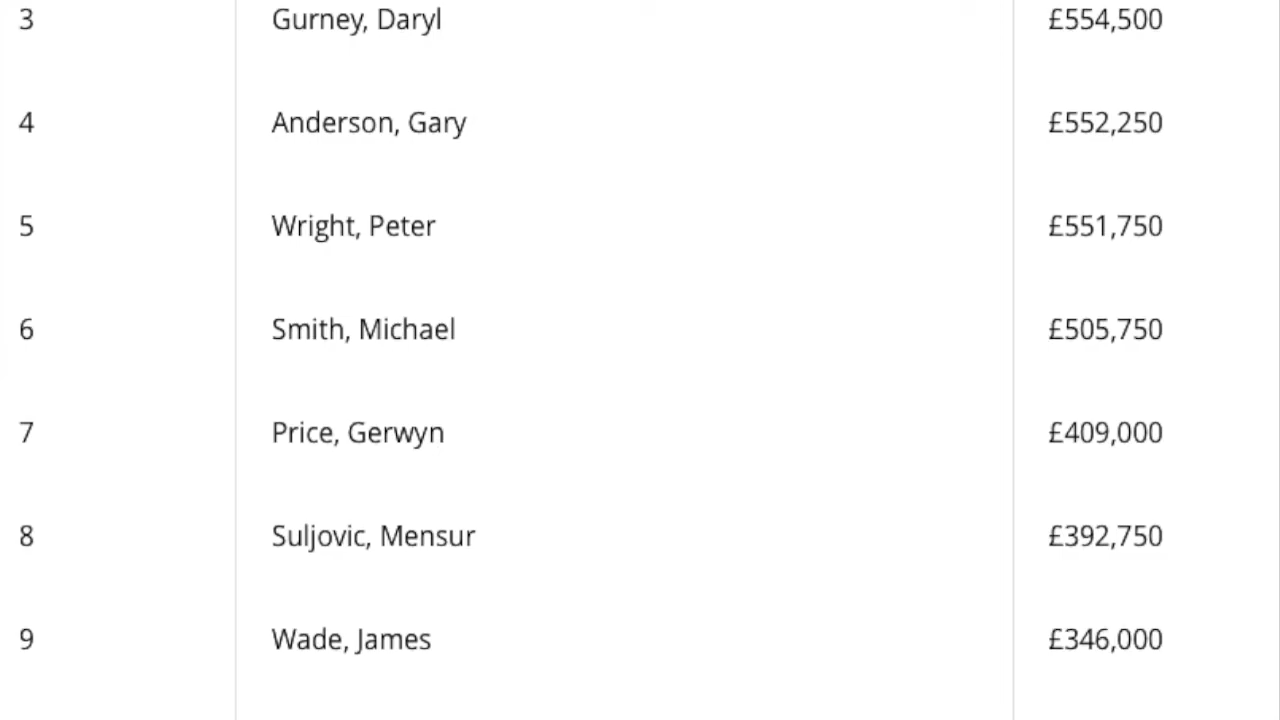 3 Gurney, Daryl £554,500
4 Anderson, Gary £552,250
5 Wright, Peter £551,750
6 Smith, Michael £505,750
7 Price, Gerwyn £409,000
8 Suljovic, Mensur £392,750
9 Wade, James £346,000